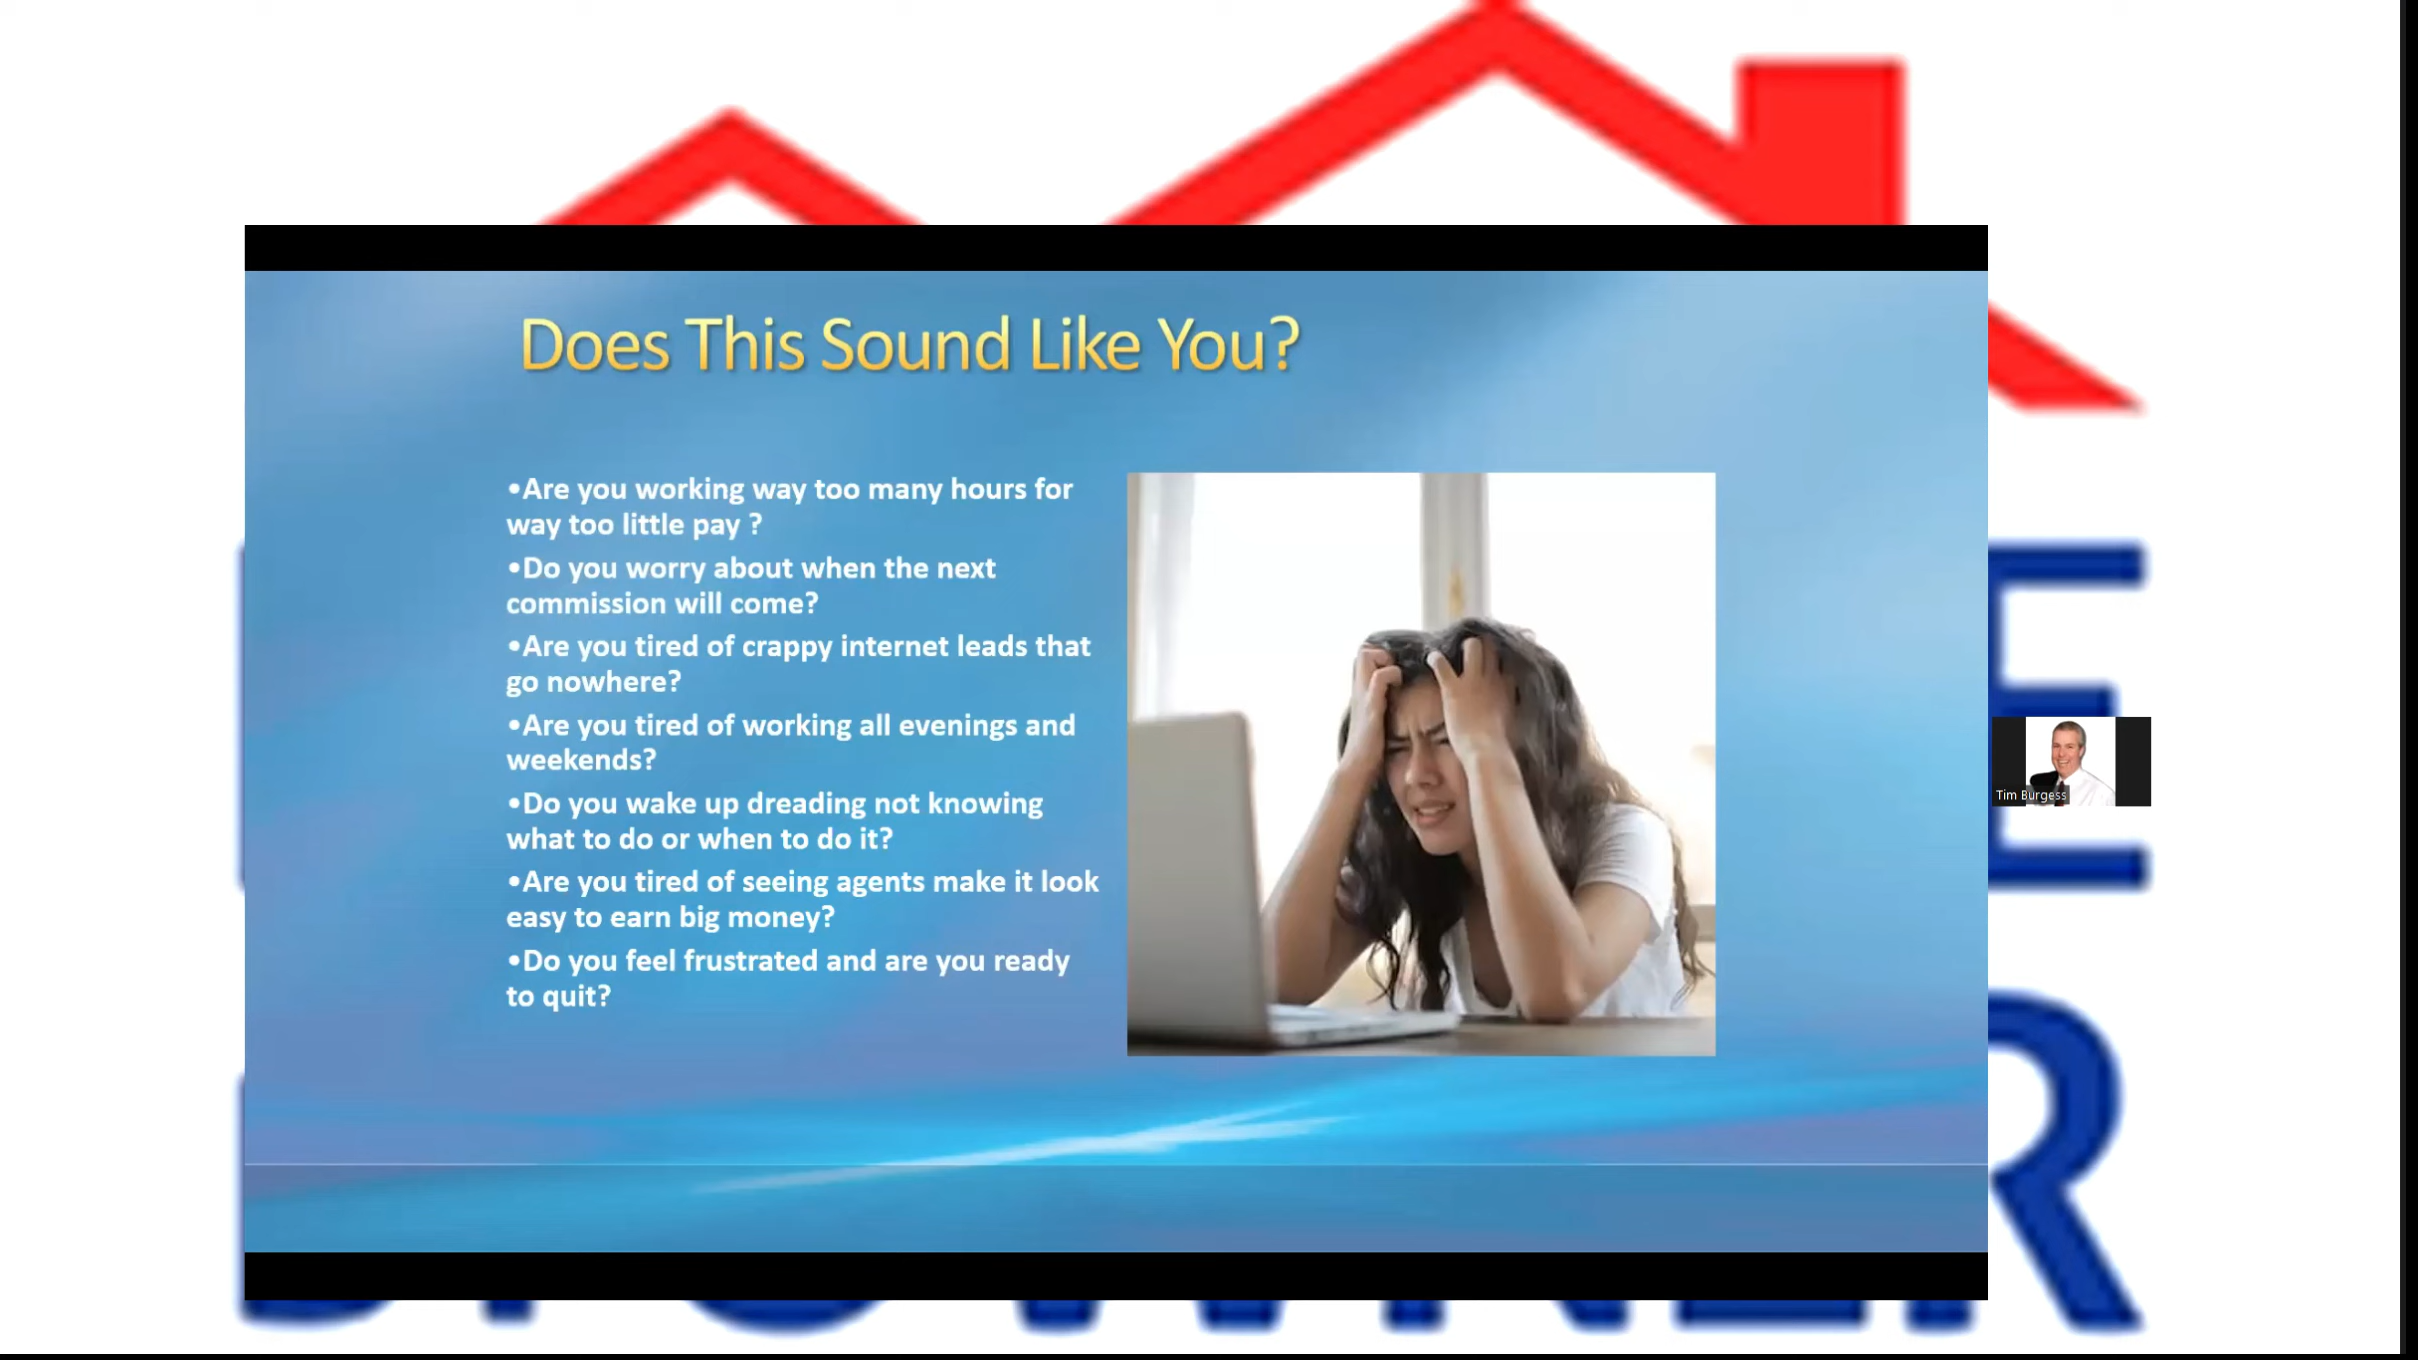 Does This Sound Like You?
•Are you working way too many hours for
way too little pay ?
•Do you worry about when the next
commission will come?
•Are you tired of crappy internet leads that
go nowhere?
•Are you tired of working all evenings and
weekends?
•Do you wake up dreading not knowing
what to do or when to do it?
•Are you tired of seeing agents make it look
easy to earn big money?
•Do you feel frustrated and are you ready
to quit?
Tim Burgess